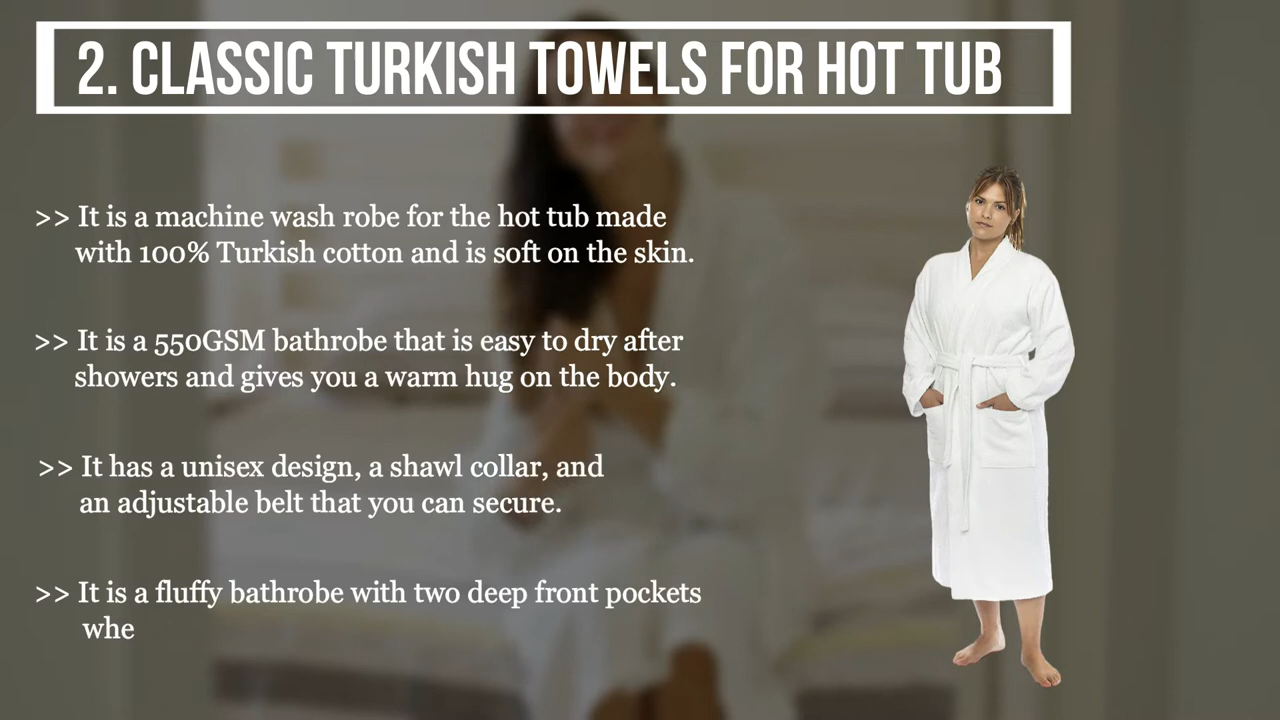 2. CLASSIC TURKISH TOWELS FOR HOT TUB
>> It is a machine wash robe for the hot tub made
with 100% Turkish cotton and is soft on the skin.
>> It is a 550GSM bathrobe that is easy to dry after
showers and gives you a warm hug on the body.
>> It has a unisex design, a shawl collar, and
an adjustable belt that you can secure.
>> It is a fluffy bathrobe with two deep front pockets
whe